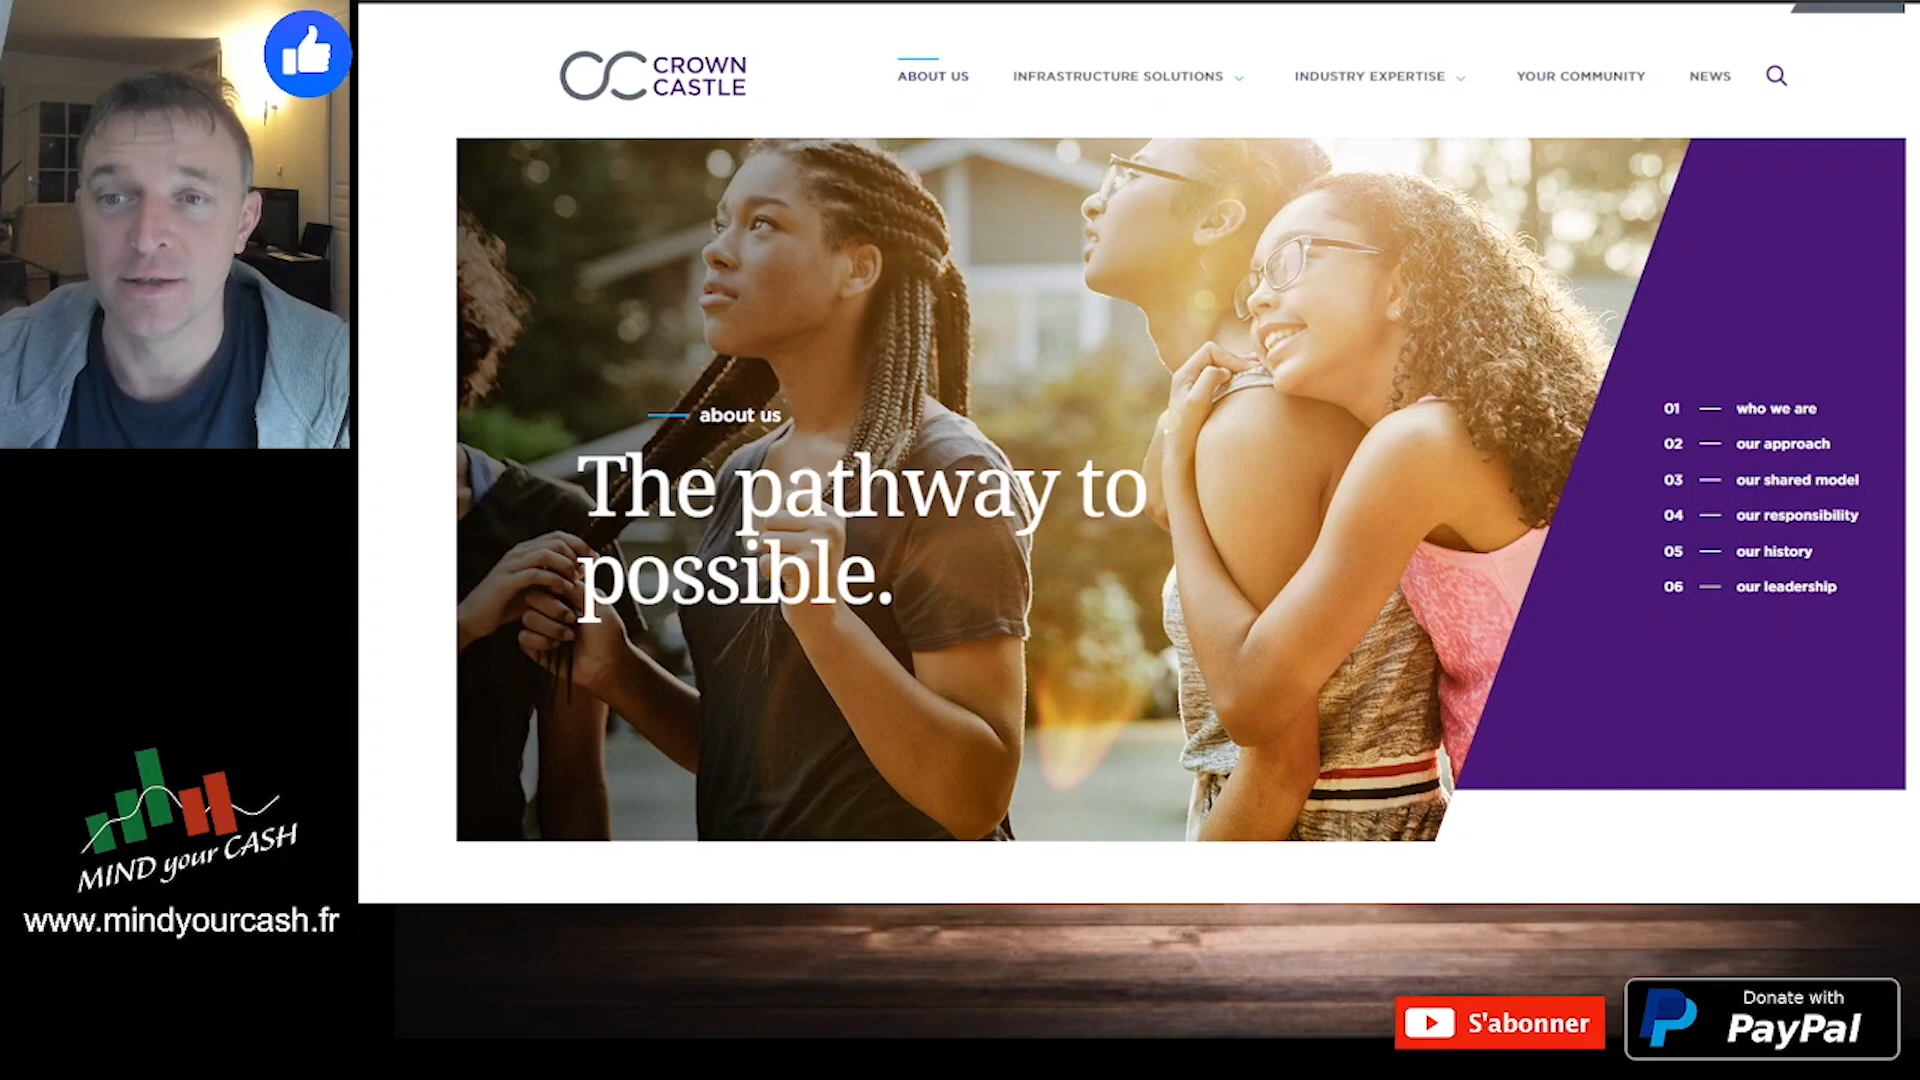 CROWN
CASTLE
ABOUT US
INFRASTRUCTURE SOLUTIONS
INDUSTRY EXPERTISE
YOUR COMMUNITY
NEWS
about us
The pathway to
possible.
01 — who we are
02 — our approach
03 — our shared model
04 — our responsibility
05 — our history
06 — our leadership
MIND your CASH
www.mindyourcash.fr
S'abonner
Donate with
PayPal